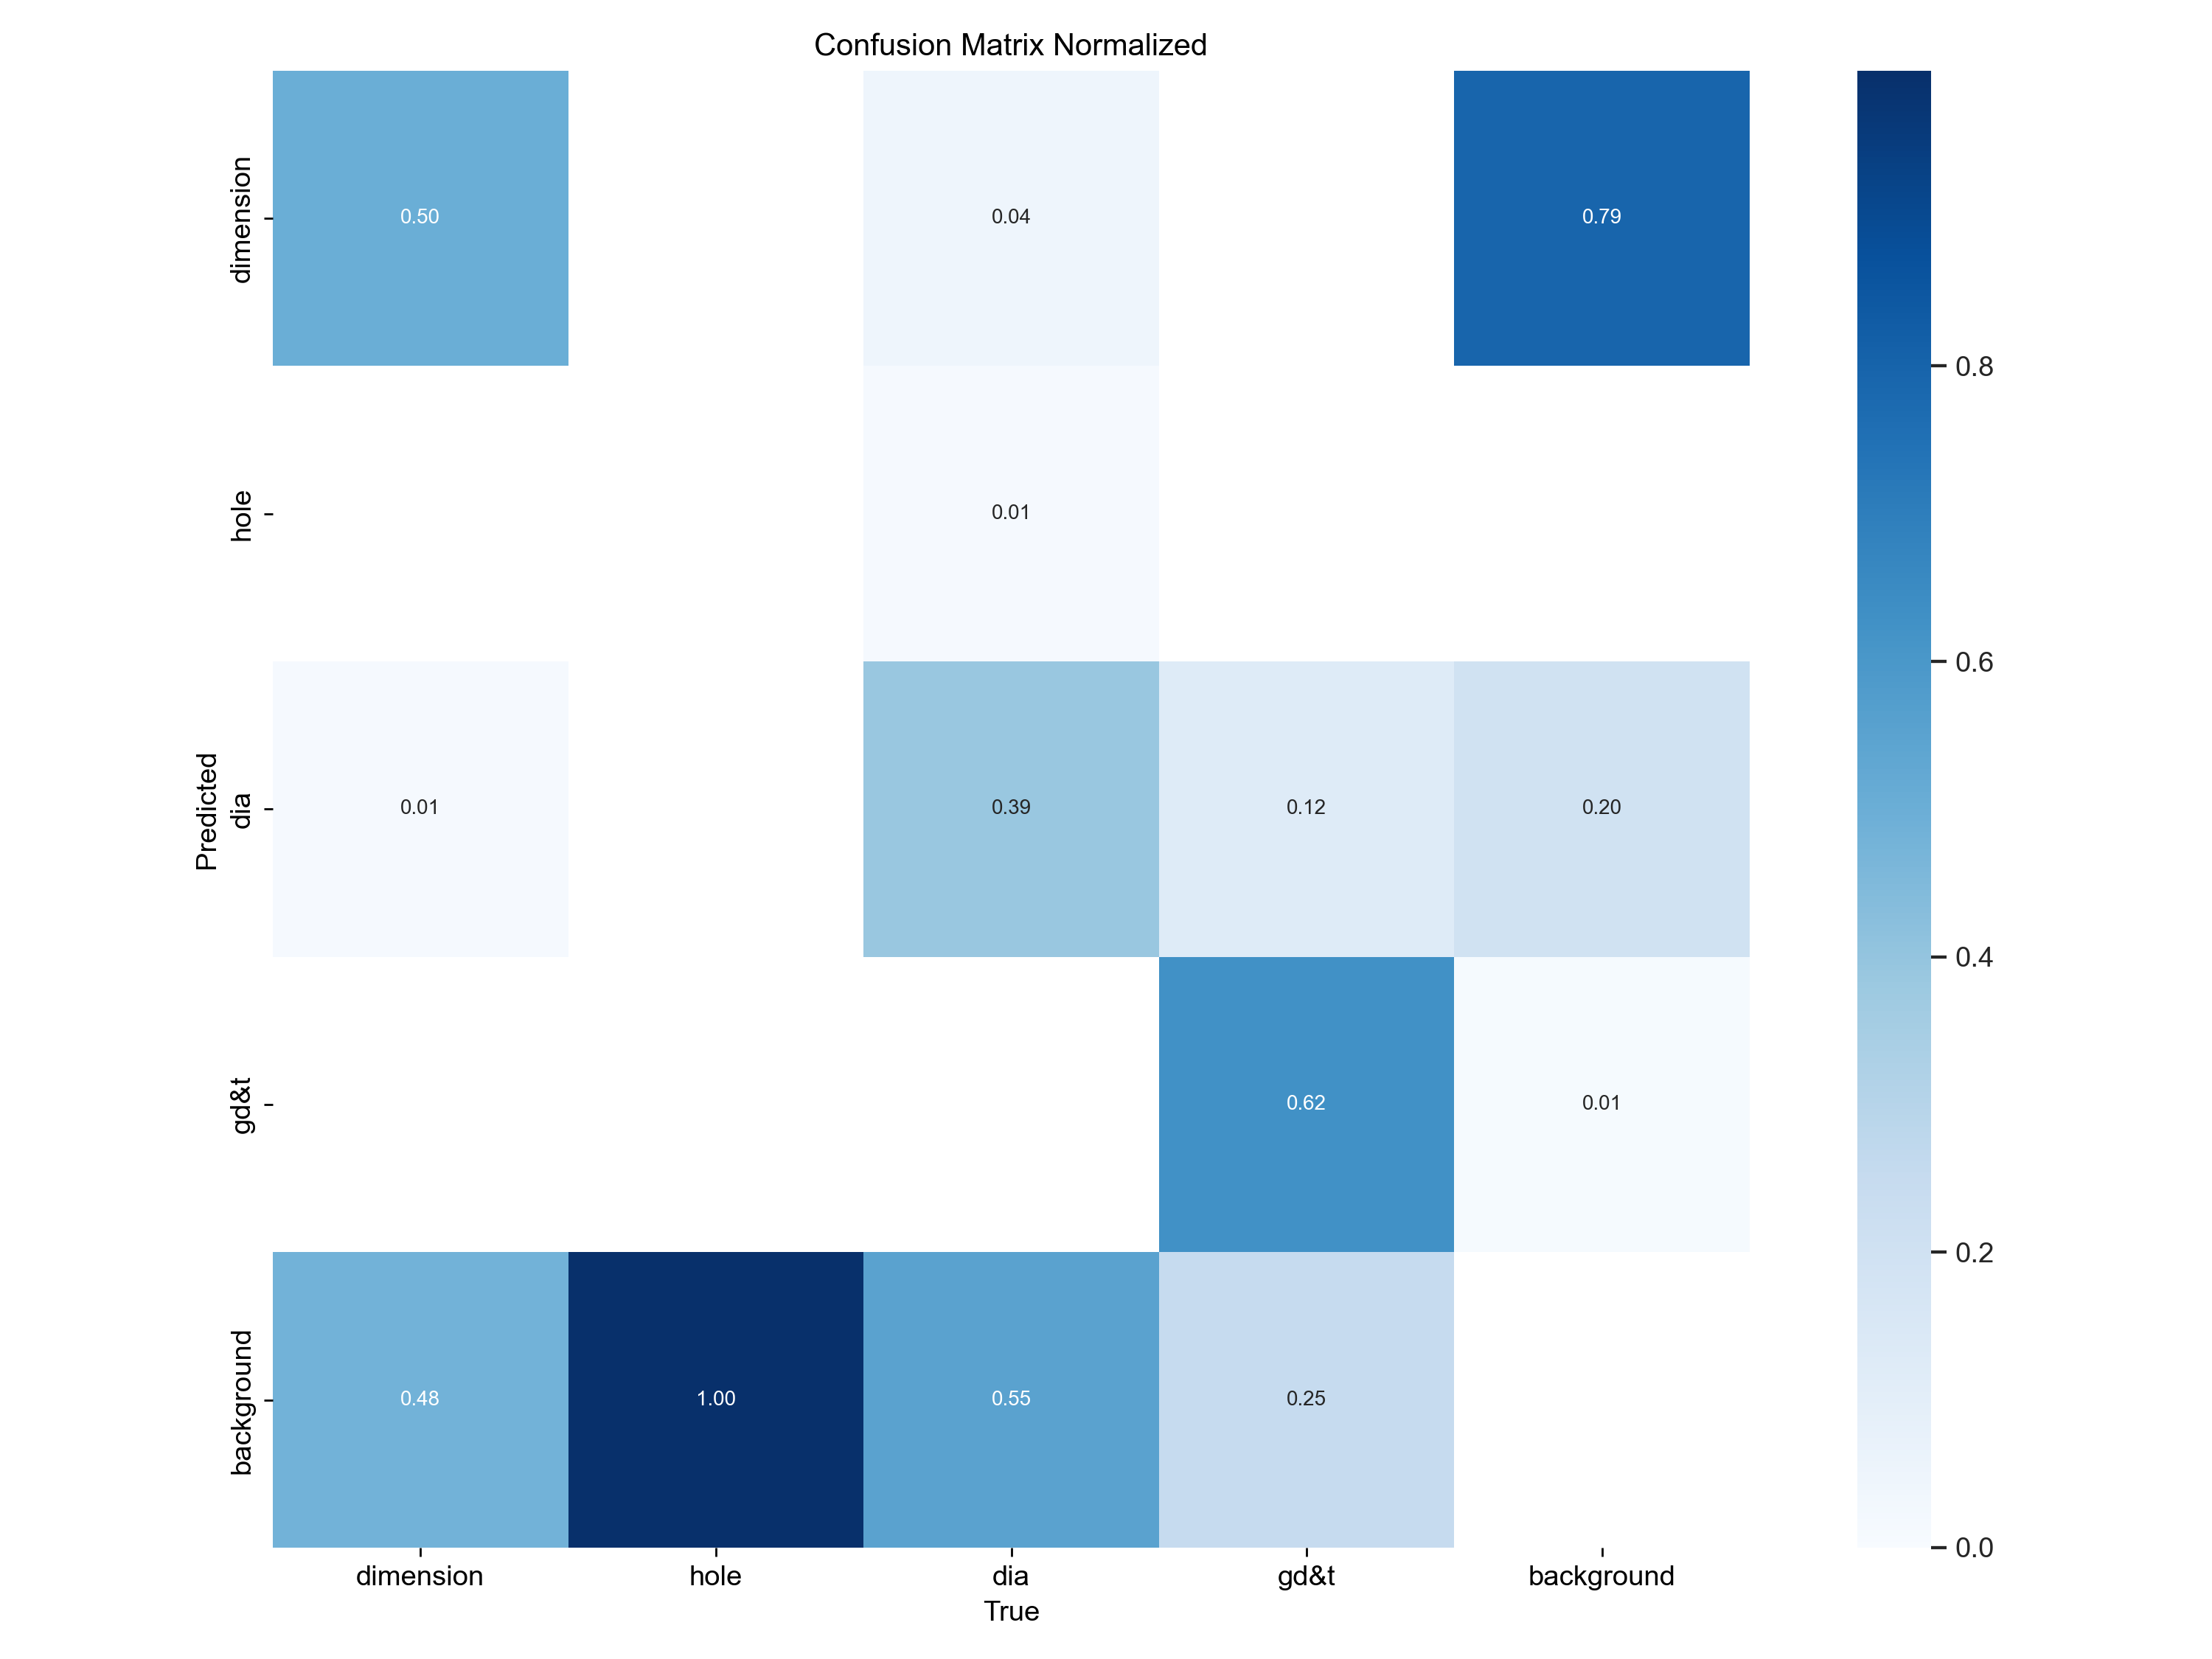 Confusion Matrix Normalized
Predicted
dimension
0.50
0.04
0.79
hole
0.01
dia
0.01
0.39
0.12
0.20
gd&t
0.62
0.01
background
0.48
1.00
0.55
0.25
dimension
hole
dia
gd&t
background
True
0.8
0.6
0.4
0.2
0.0